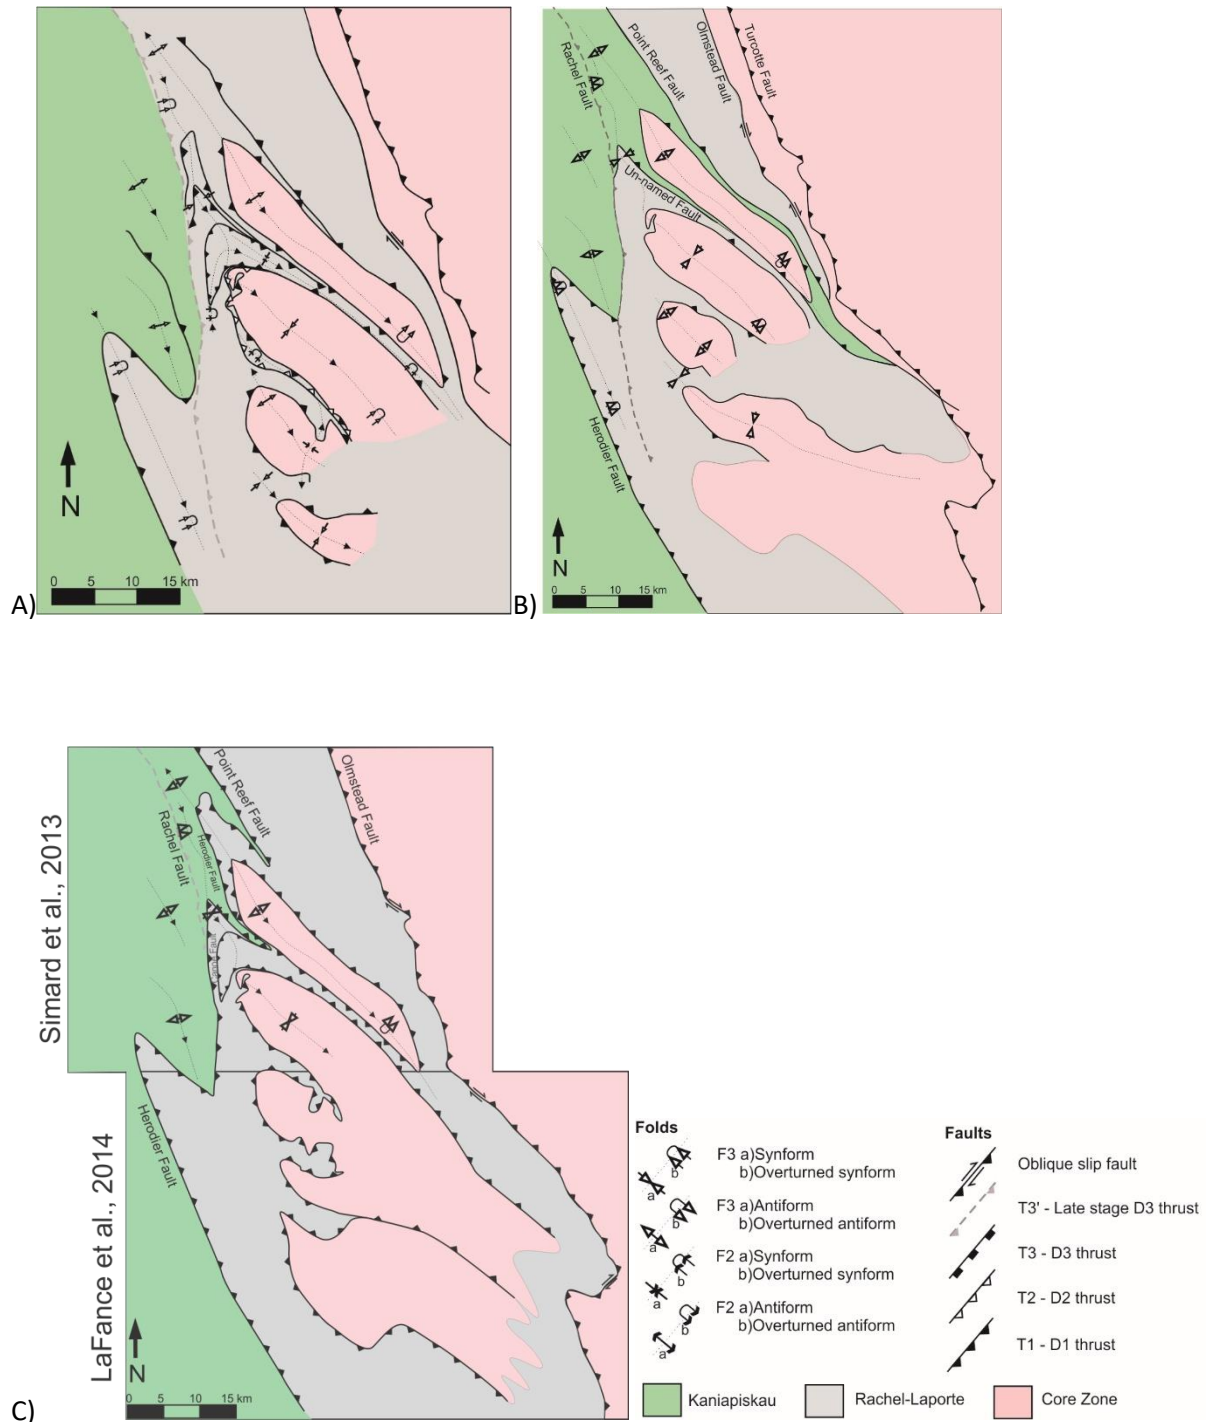 N
0 5 10 15 km
A)
Rachel Fault
Point Reef Fault
Olmstead Fault
Turcotte Fault
Un-named Fault
Herodier Fault
N
0 5 10 15 km
B)
Simard et al., 2013
LaFance et al., 2014
Point Reef Fault
Olmstead Fault
Rachel Fault
Herodier Fault
Herodier Fault
N
0 5 10 15 km
C)
Folds
a
b
F3 a)Synform
b)Overturned synform
a
b
F3 a)Antiform
b)Overturned antiform
a
b
F2 a)Synform
b)Overturned synform
a
b
F2 a)Antiform
b)Overturned antiform
Faults
Oblique slip fault
T3' - Late stage D3 thrust
T3 - D3 thrust
T2 - D2 thrust
T1 - D1 thrust
Kaniapiskau
Rachel-Laporte
Core Zone